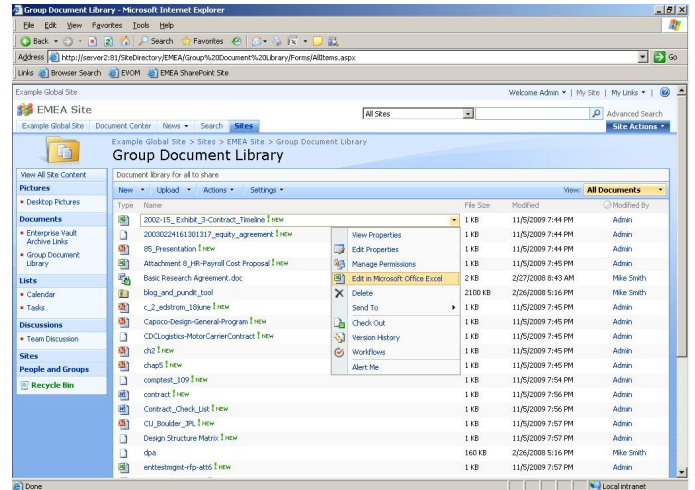 Group Document Library - Microsoft Internet Explorer
File Edit View Favorites Tools Help
Back Search Favorites
Address http://server2:81/SiteDirectory/EMEA/Group%20Document%20Library/Forms/AllItems.aspx Go
Links Browser Search EVOM EMEA SharePoint Site
Example Global Site Welcome Admin My Site | My Links |
EMEA Site All Sites Advanced Search
Example Global Site Document Center News Search Sites Site Actions
Example Global Site > Sites > EMEA Site > Group Document Library
Group Document Library
View All Site Content
Pictures
Desktop Pictures
Documents
Enterprise Vault
Archive Links
Group Document
Library
Lists
Calendar
Tasks
Discussions
Team Discussion
Sites
People and Groups
Recycle Bin
Document library for all to share
New Upload Actions Settings View: All Documents
Type Name File Size Modified Modified By
2002-15_ Exhibit_3-Contract_Timeline ! NEW 1 KB 11/5/2009 7:44 PM Admin
20030224161301317_equity_agreement ! NEW 1 KB 11/5/2009 7:44 PM Admin
85_Presentation ! NEW 1 KB 11/5/2009 7:44 PM Admin
Attachment 8_HR-Payroll Cost Proposal ! NEW 1 KB 11/5/2009 7:45 PM Admin
Basic Research Agreement.doc 2 KB 2/27/2008 8:43 AM Mike Smith
blog_and_pundit_tool 2100 KB 2/26/2008 5:16 PM Mike Smith
c_2_edstrom_18june ! NEW 1 KB 11/5/2009 7:45 PM Admin
Capoco-Design-General-Program ! NEW 1 KB 11/5/2009 7:45 PM Admin
CDCLogistics-MotorCarrierContract ! NEW 1 KB 11/5/2009 7:45 PM Admin
ch2 ! NEW 1 KB 11/5/2009 7:45 PM Admin
chap5 ! NEW 1 KB 11/5/2009 7:45 PM Admin
comptest_109 ! NEW 1 KB 11/5/2009 7:54 PM Admin
contract ! NEW 1 KB 11/5/2009 7:56 PM Admin
Contract_Check_List ! NEW 1 KB 11/5/2009 7:56 PM Admin
CU_Boulder_JPL ! NEW 1 KB 11/5/2009 7:57 PM Admin
Design Structure Matrix ! NEW 1 KB 11/5/2009 7:57 PM Admin
dpa 160 KB 2/26/2008 5:16 PM Mike Smith
enttestmgmt-rfp-att6 ! NEW 1 KB 11/5/2009 7:57 PM Admin
View Properties
Edit Properties
Manage Permissions
Edit in Microsoft Office Excel
Delete
Send To
Check Out
Version History
Workflows
Alert Me
Done Local intranet